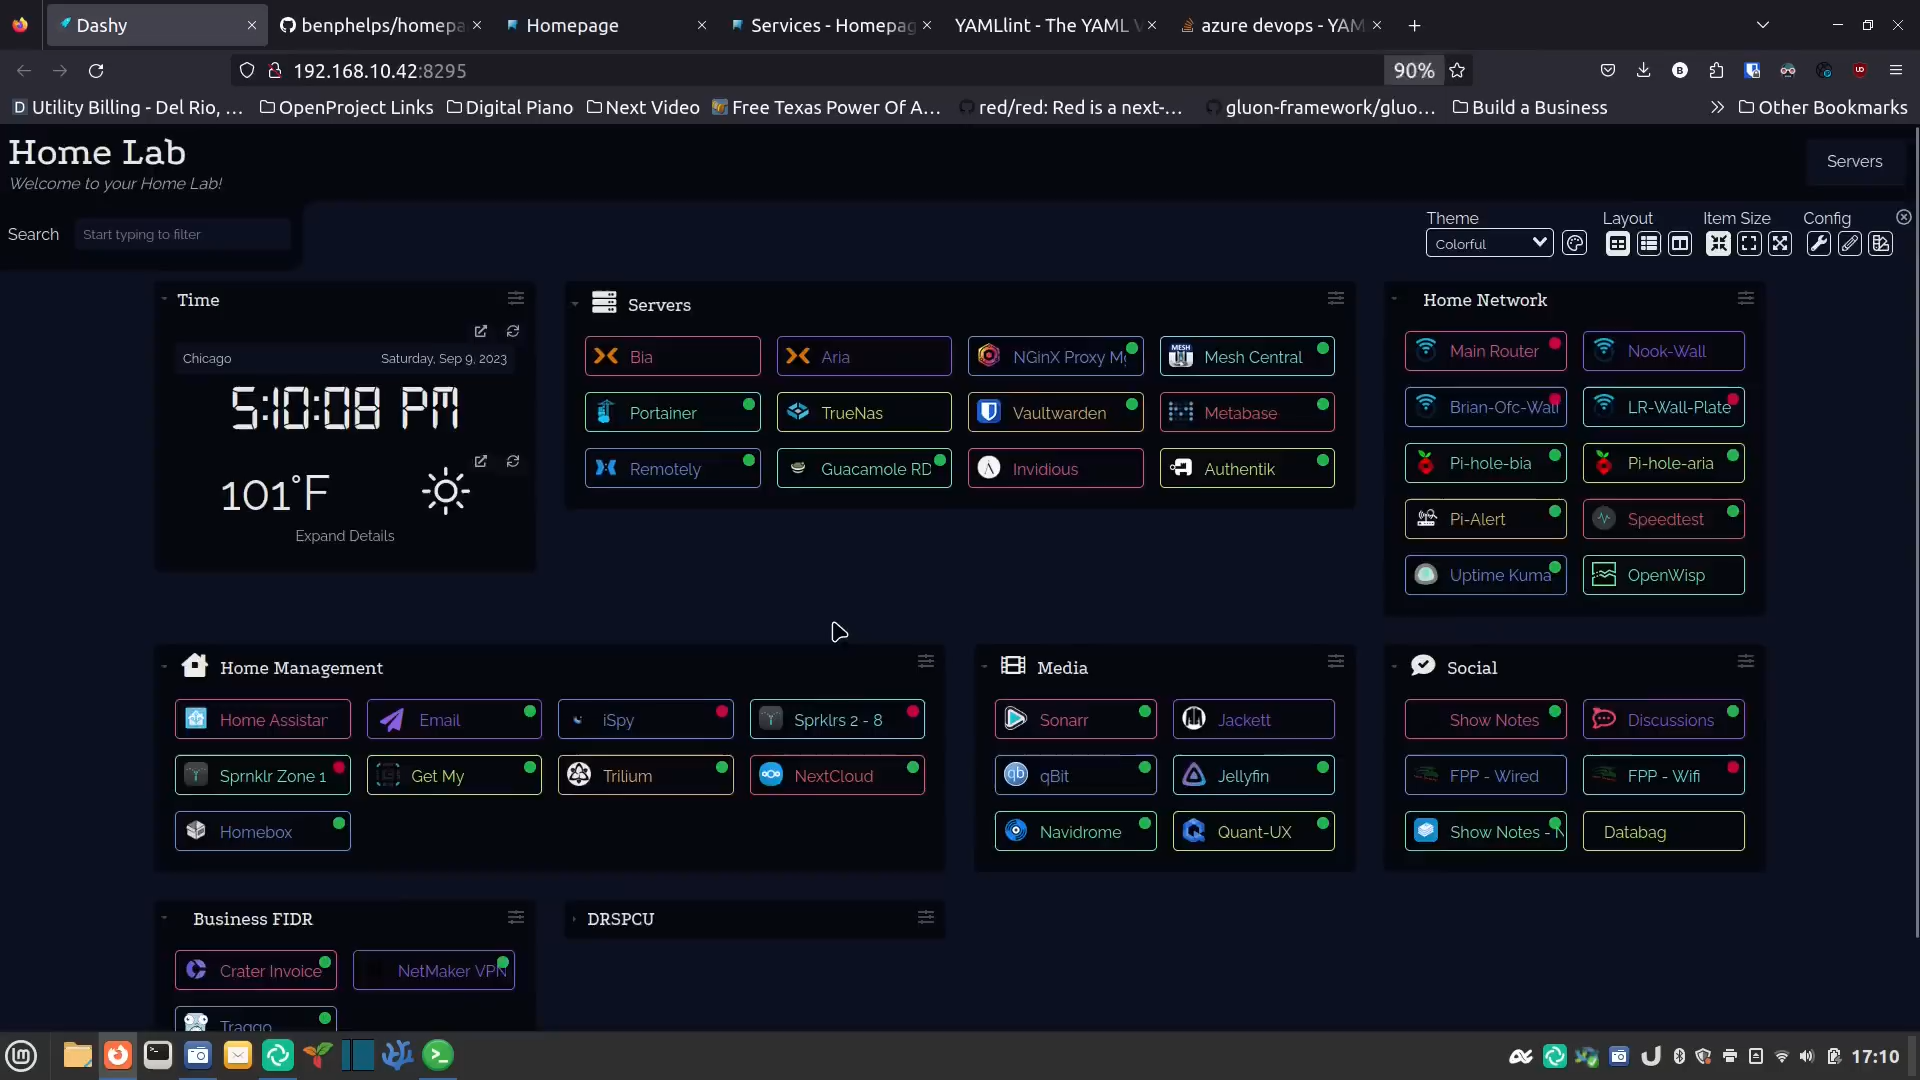 Dashy
benphelps/homepa
Homepage
Services - Homepag
YAMLlint - The YAML V
azure devops - YAM
192.168.10.42:8295
90%
Utility Billing - Del Rio, ...
OpenProject Links
Digital Piano
Next Video
Free Texas Power Of A...
red/red: Red is a next-...
gluon-framework/gluo...
Build a Business
Other Bookmarks
Home Lab
Welcome to your Home Lab!
Servers
Search
Start typing to filter
Theme
Colorful
Layout
Item Size
Config
Time
Chicago
Saturday, Sep 9, 2023
5:10:08 PM
101°F
Expand Details
Servers
Bia
Aria
NGinX Proxy Mg
MESH
Mesh Central
Portainer
TrueNas
Vaultwarden
Metabase
Remotely
Guacamole RD
Invidious
Authentik
Home Network
Main Router
Nook-Wall
Brian-Ofc-Wall
LR-Wall-Plate
Pi-hole-bia
Pi-hole-aria
Pi-Alert
Speedtest
Uptime Kuma
OpenWisp
Home Management
Home Assistar
Email
iSpy
Sprklrs 2 - 8
Sprnklr Zone 1
Get My
Trilium
NextCloud
Homebox
Media
Sonarr
Jackett
qb
qBit
Jellyfin
Navidrome
Quant-UX
Social
Show Notes
Discussions
FPP - Wired
FPP - Wifi
Show Notes - N
Databag
Business FIDR
Crater Invoice
NetMaker VPN
Traggo
DRSPCU
17:10